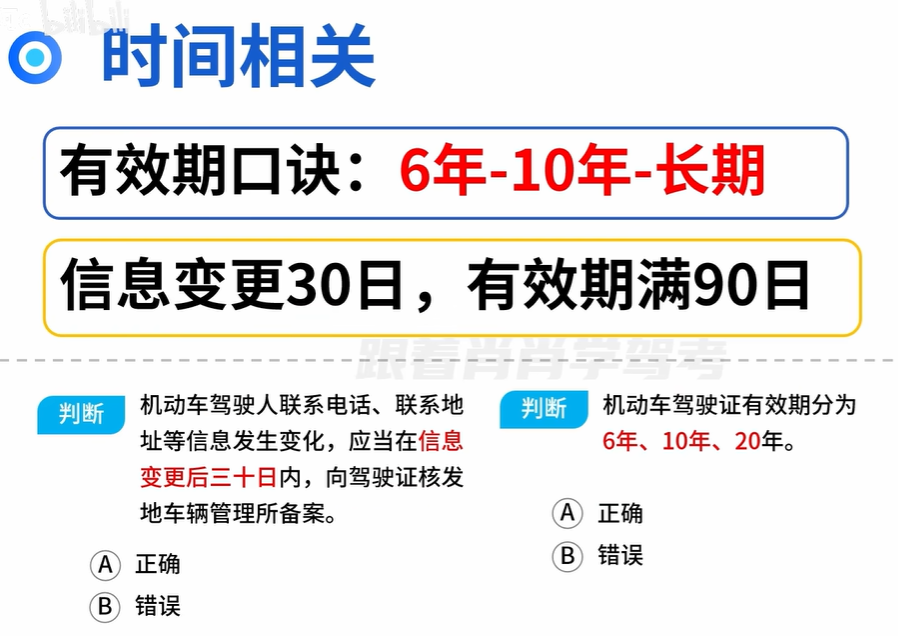 bilibili
时间相关
有效期口诀：6年-10年-长期
信息变更30日，有效期满90日
跟着肖肖学驾考
判断
机动车驾驶人联系电话、联系地
址等信息发生变化，应当在信息
变更后三十日内，向驾驶证核发
地车辆管理所备案。
A 正确
B 错误
判断
机动车驾驶证有效期分为
6年、10年、20年。
A 正确
B 错误